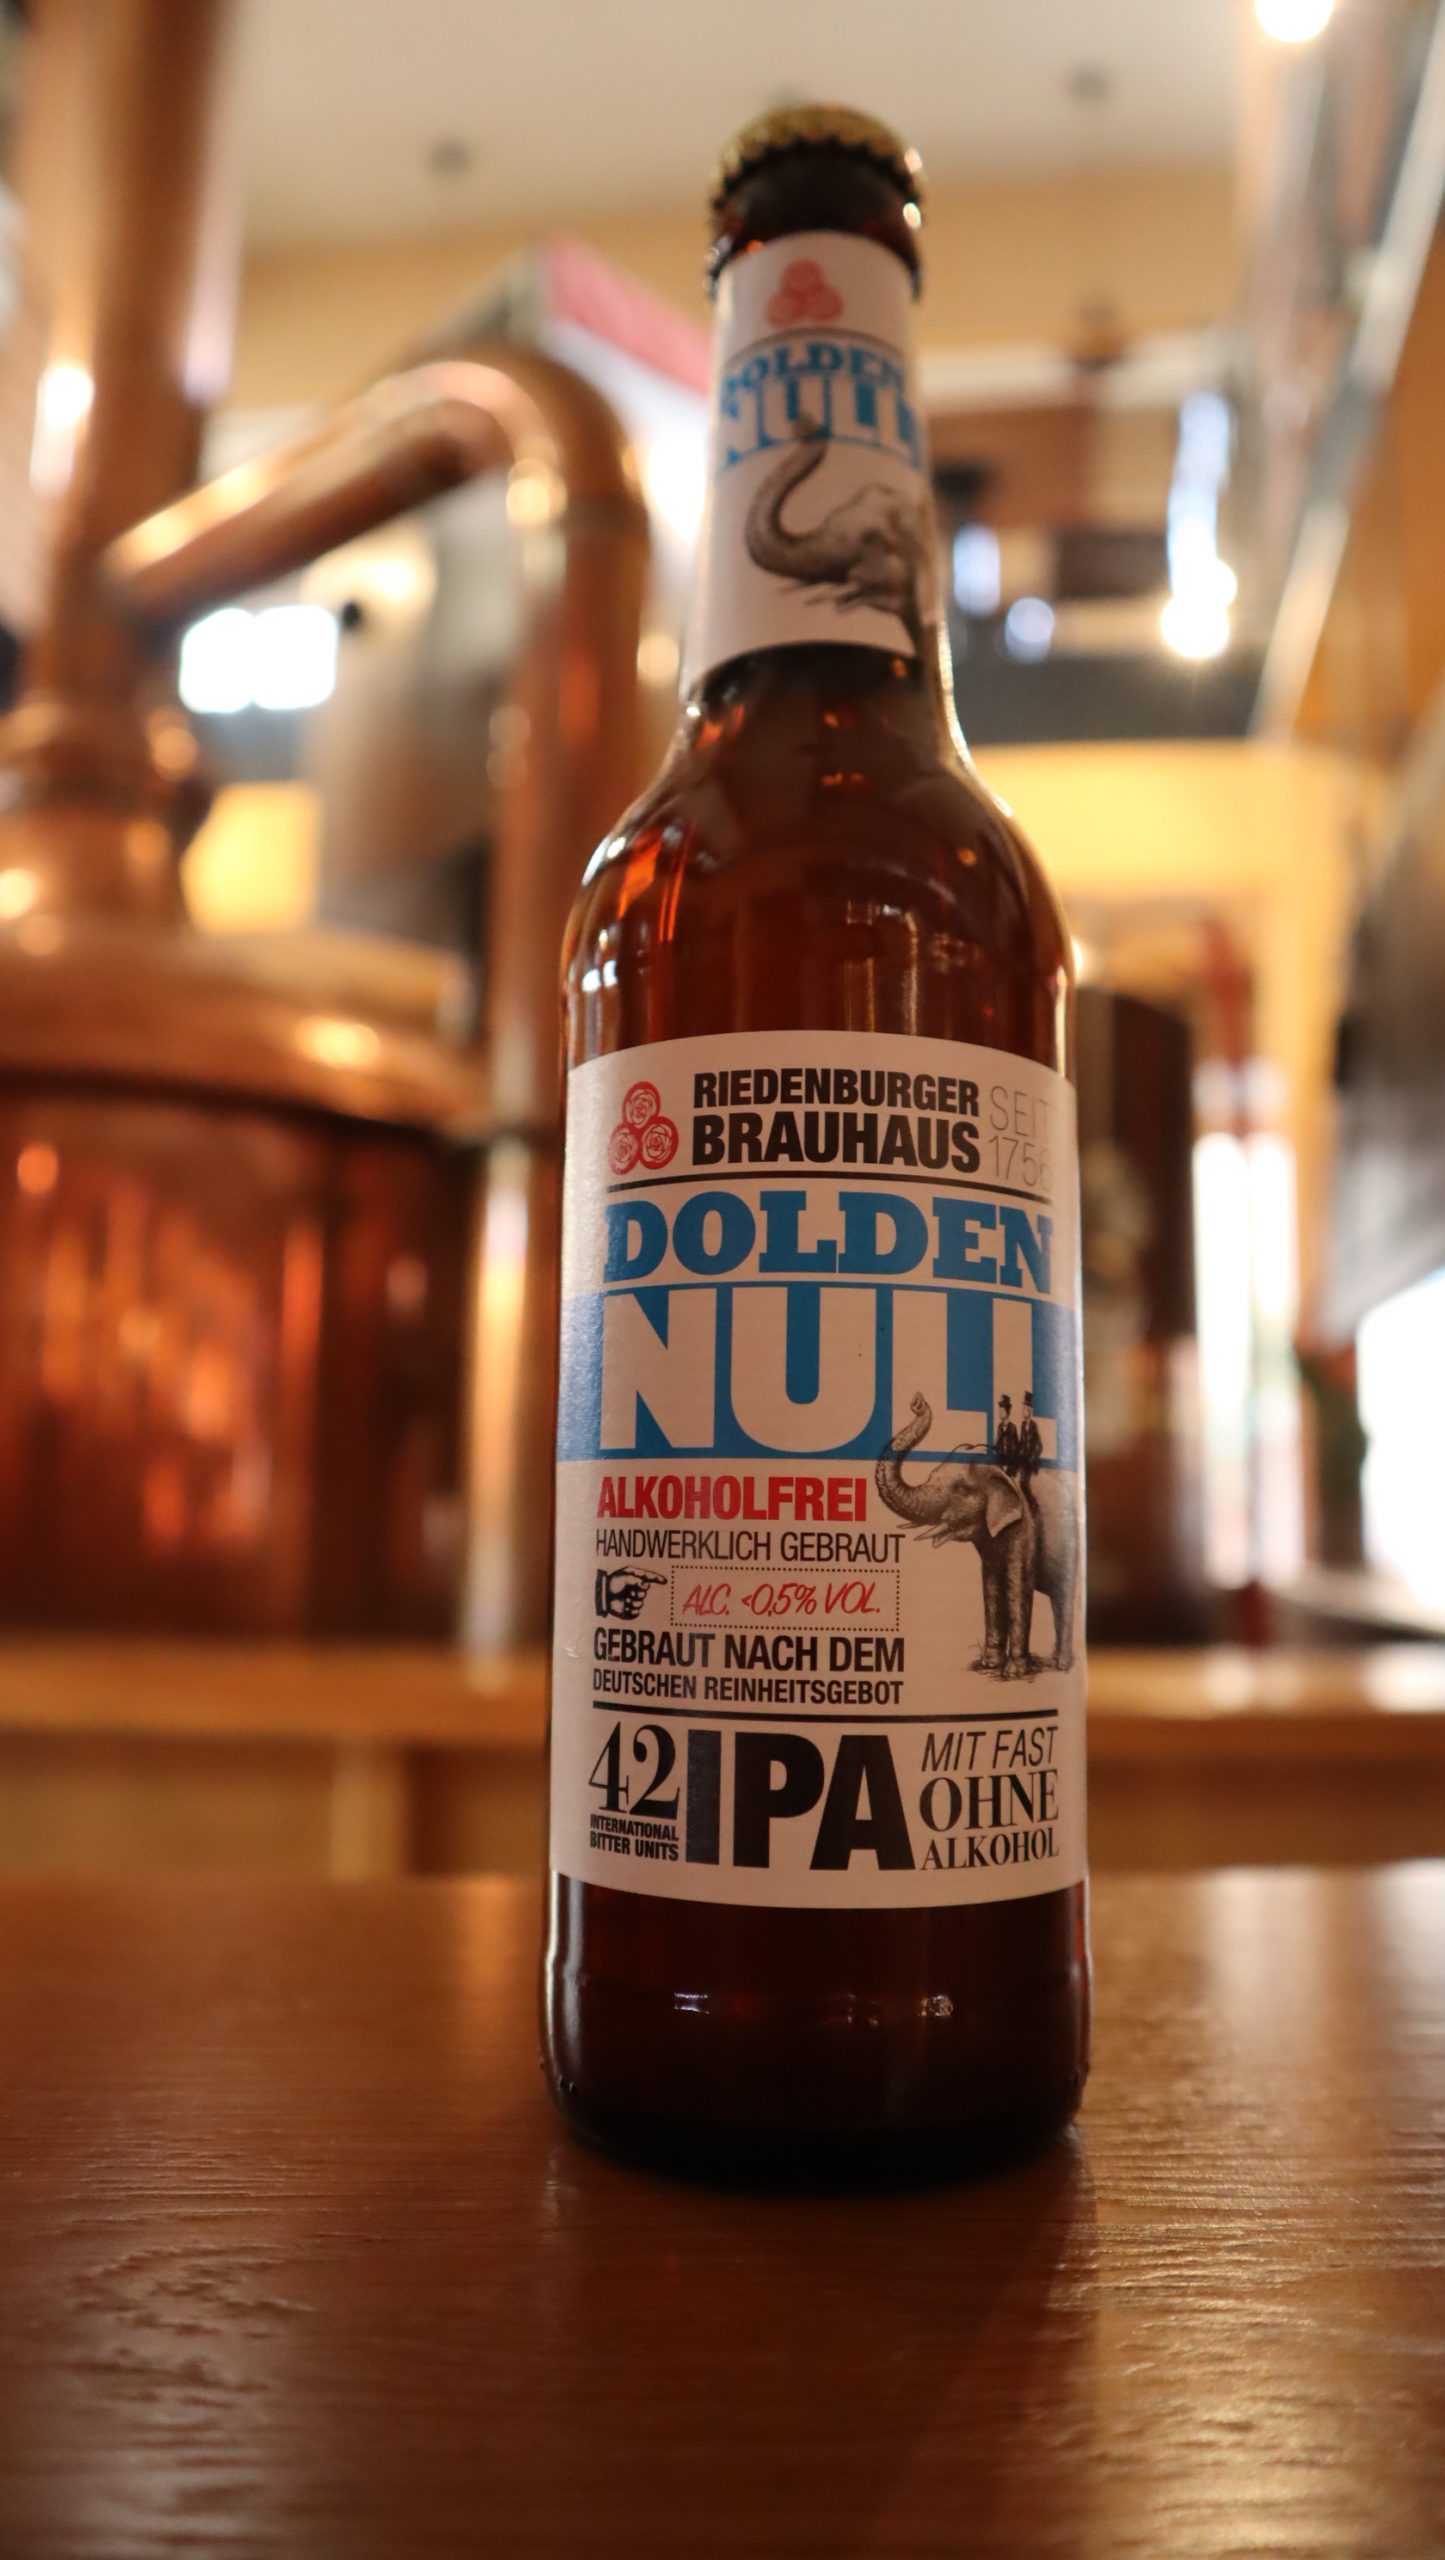 DOLDEN
NULL
RIEDENBURGER
BRAUHAUS
SEIT
1756
DOLDEN
NULL
ALKOHOLFREI
HANDWERKLICH GEBRAUT
ALC. <0,5% VOL.
GEBRAUT NACH DEM
DEUTSCHEN REINHEITSGEBOT
42
INTERNATIONAL
BITTER UNITS
IPA
MIT FAST
OHNE
ALKOHOL